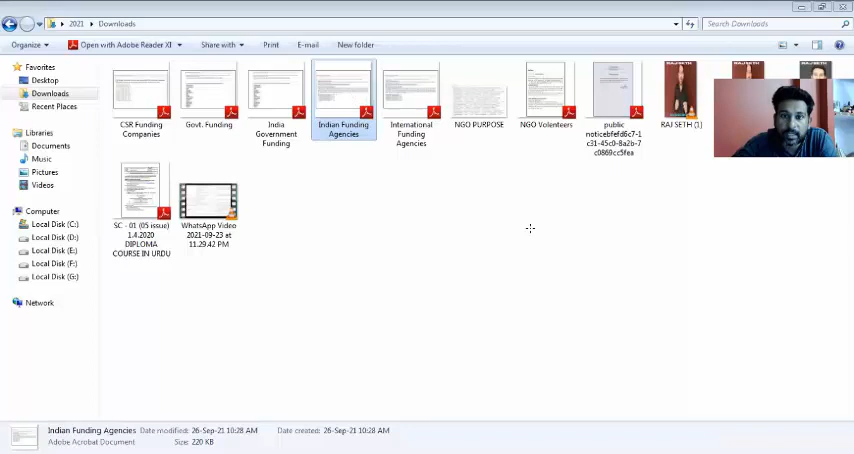 2021 Downloads
Search Downloads
Organize Open with Adobe Reader XI Share with Print E-mail New folder
Favorites
Desktop
Downloads
Recent Places
Libraries
Documents
Music
Pictures
Videos
Computer
Local Disk (C:)
Local Disk (D:)
Local Disk (E:)
Local Disk (F:)
Local Disk (G:)
Network
CSR Funding
Companies
Govt. Funding
India
Government
Funding
Indian Funding
Agencies
International
Funding
Agencies
NGO PURPOSE
NGO Volenteers
public
noticebfefd6c7-1
c31-45c0-8a2b-7
c0869cc5fea
RAJ SETH (1)
SC - 01 (05 issue)
1.4.2020
DIPLOMA
COURSE IN URDU
WhatsApp Video
2021-09-23 at
11.29.42 PM
Indian Funding Agencies Date modified: 26-Sep-21 10:28 AM Date created: 26-Sep-21 10:28 AM
Adobe Acrobat Document Size: 220 KB